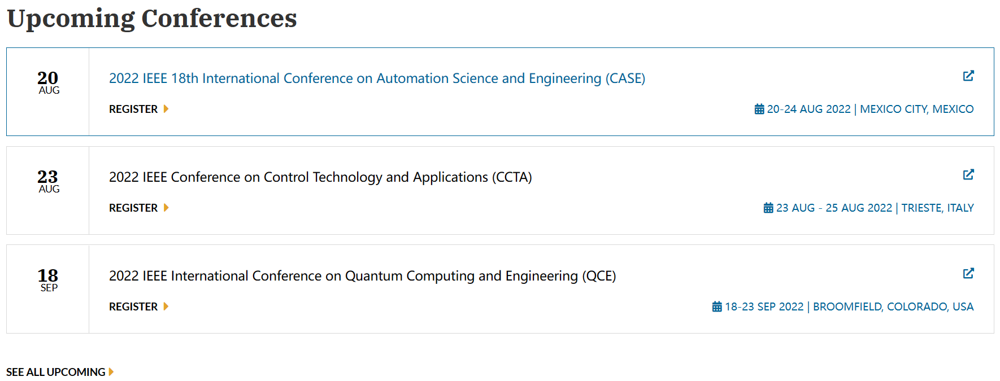 Upcoming Conferences
20
AUG
2022 IEEE 18th International Conference on Automation Science and Engineering (CASE)
REGISTER
20-24 AUG 2022 | MEXICO CITY, MEXICO
23
AUG
2022 IEEE Conference on Control Technology and Applications (CCTA)
REGISTER
23 AUG - 25 AUG 2022 | TRIESTE, ITALY
18
SEP
2022 IEEE International Conference on Quantum Computing and Engineering (QCE)
REGISTER
18-23 SEP 2022 | BROOMFIELD, COLORADO, USA
SEE ALL UPCOMING